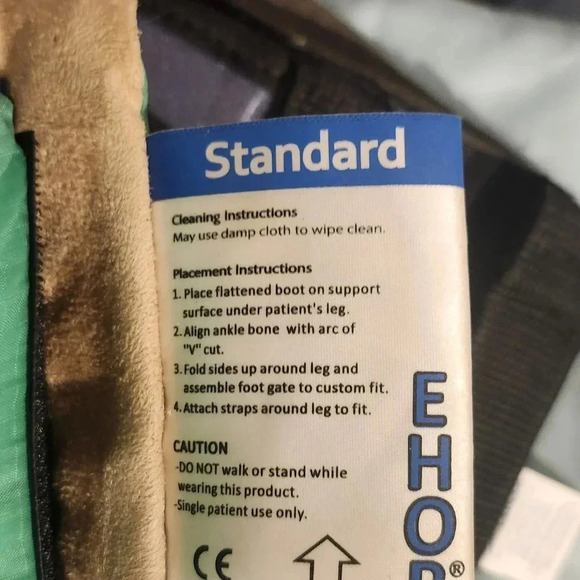 Standard
Cleaning Instructions
May use damp cloth to wipe clean.
Placement Instructions
1. Place flattened boot on support
surface under patient's leg.
2. Align ankle bone with arc of
"V" cut.
3. Fold sides up around leg and
assemble foot gate to custom fit.
4. Attach straps around leg to fit.
CAUTION
-DO NOT walk or stand while
wearing this product.
-Single patient use only.
CE
EHOB®